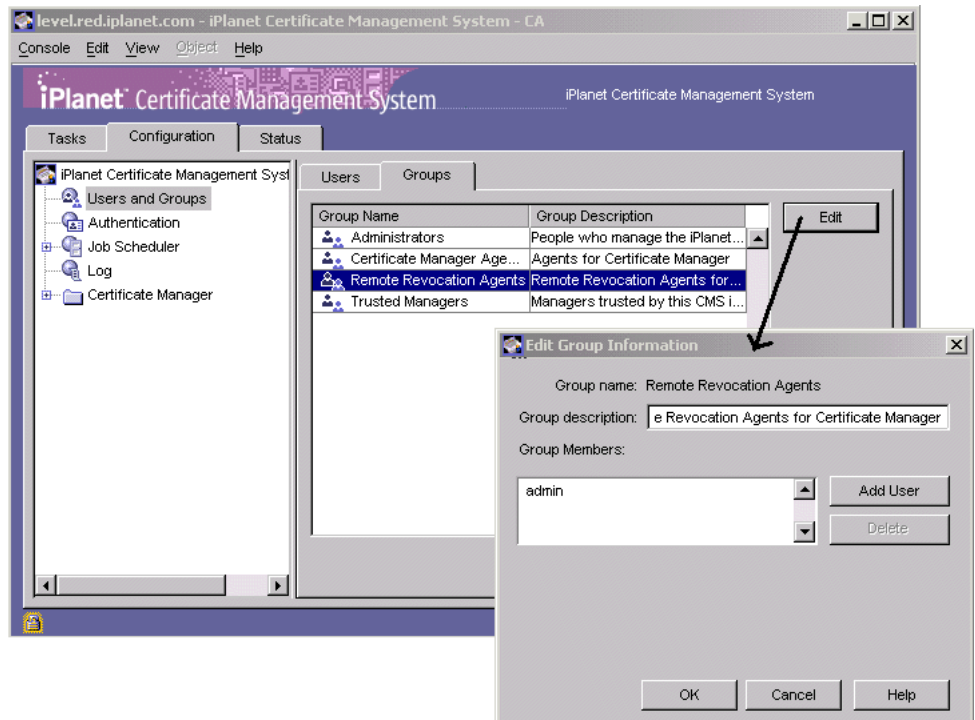 level.red.iplanet.com - iPlanet Certificate Management System - CA
Console Edit View Object Help
iPlanet Certificate Management System
iPlanet Certificate Management System
Tasks Configuration Status
iPlanet Certificate Management Syst
Users and Groups
Authentication
Job Scheduler
Log
Certificate Manager
Users Groups
Group Name Group Description
Administrators People who manage the iPlanet...
Certificate Manager Age... Agents for Certificate Manager
Remote Revocation Agents Remote Revocation Agents for...
Trusted Managers Managers trusted by this CMS i...
Edit
Edit Group Information
Group name: Remote Revocation Agents
Group description: e Revocation Agents for Certificate Manager
Group Members:
admin
Add User
Delete
OK Cancel Help